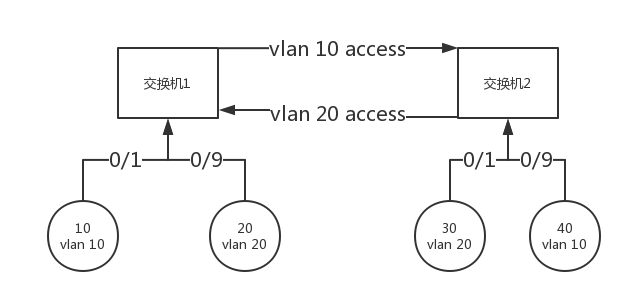 vlan 10 access
交换机1
交换机2
vlan 20 access
0/1
0/9
0/1
0/9
10
vlan 10
20
vlan 20
30
vlan 20
40
vlan 10